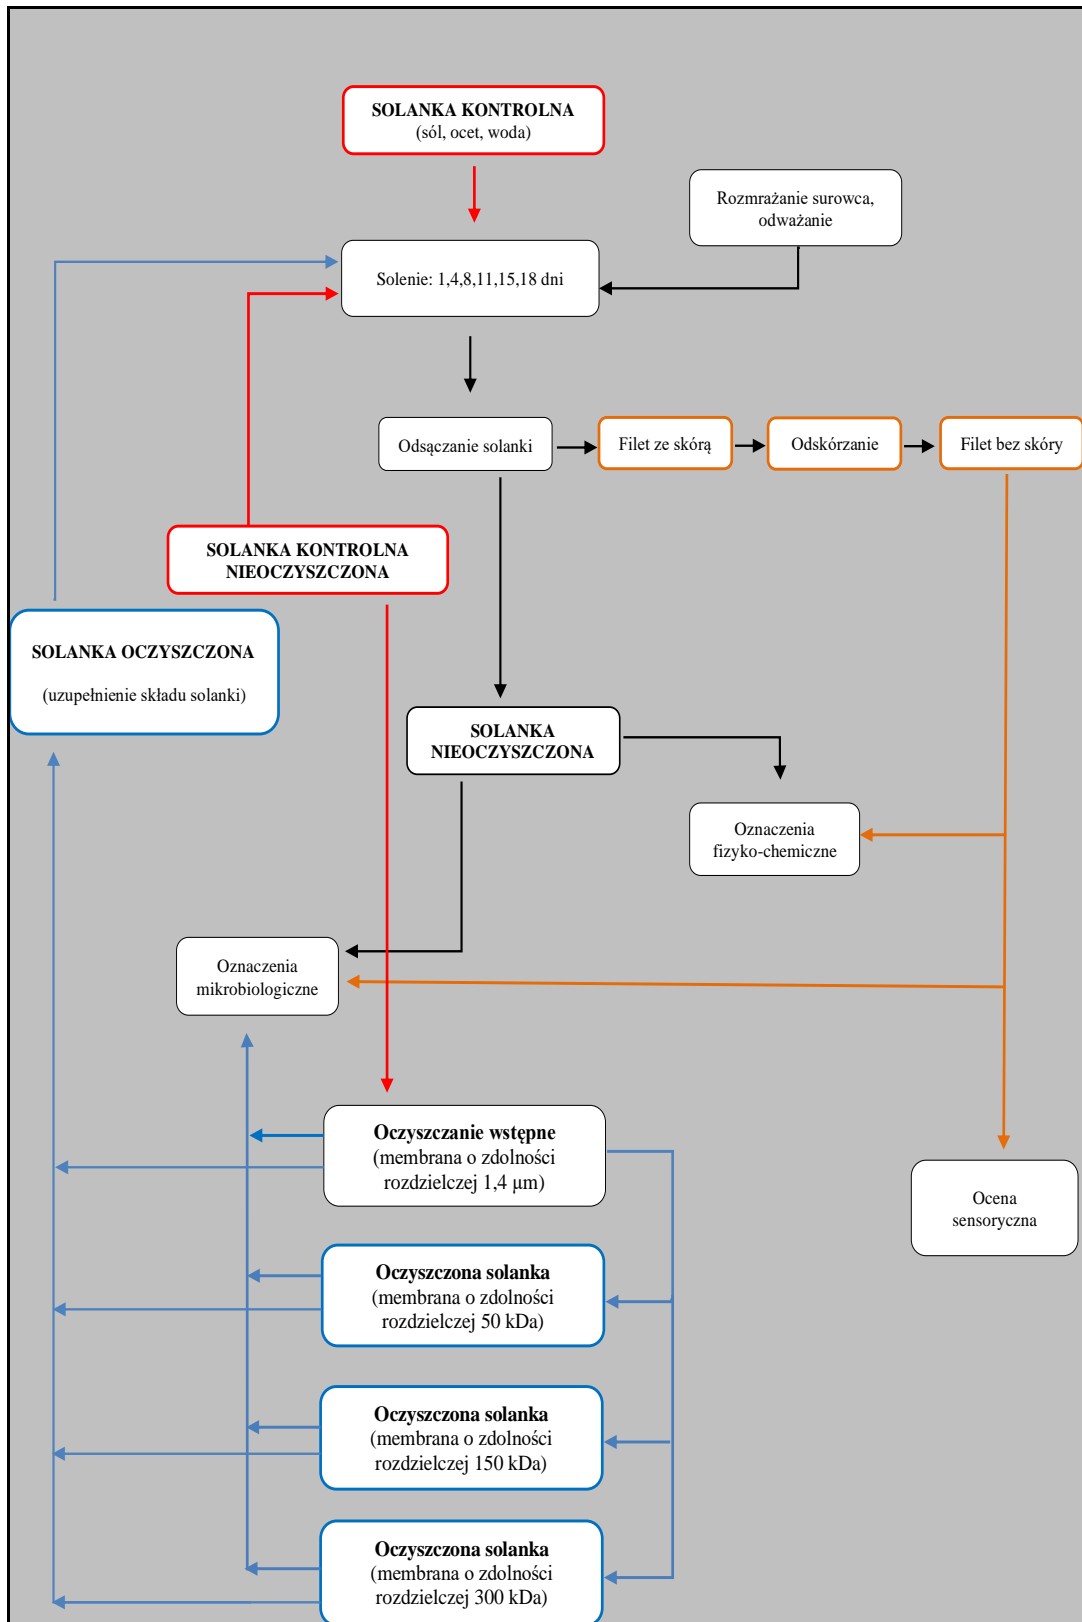 SOLANKA KONTROLNA
(sól, ocet, woda)
Rozmrażanie surowca,
odważanie
Solenie: 1,4,8,11,15,18 dni
Odsączanie solanki
Filet ze skórą
Odskórzanie
Filet bez skóry
SOLANKA KONTROLNA
NIEOCZYSZCZONA
SOLANKA OCZYSZCZONA
(uzupełnienie składu solanki)
SOLANKA
NIEOCZYSZCZONA
Oznaczenia
fizyko-chemiczne
Oznaczenia
mikrobiologiczne
Oczyszczanie wstępne
(membrana o zdolności
rozdzielczej 1,4 µm)
Ocena
sensoryczna
Oczyszczona solanka
(membrana o zdolności
rozdzielczej 50 kDa)
Oczyszczona solanka
(membrana o zdolności
rozdzielczej 150 kDa)
Oczyszczona solanka
(membrana o zdolności
rozdzielczej 300 kDa)